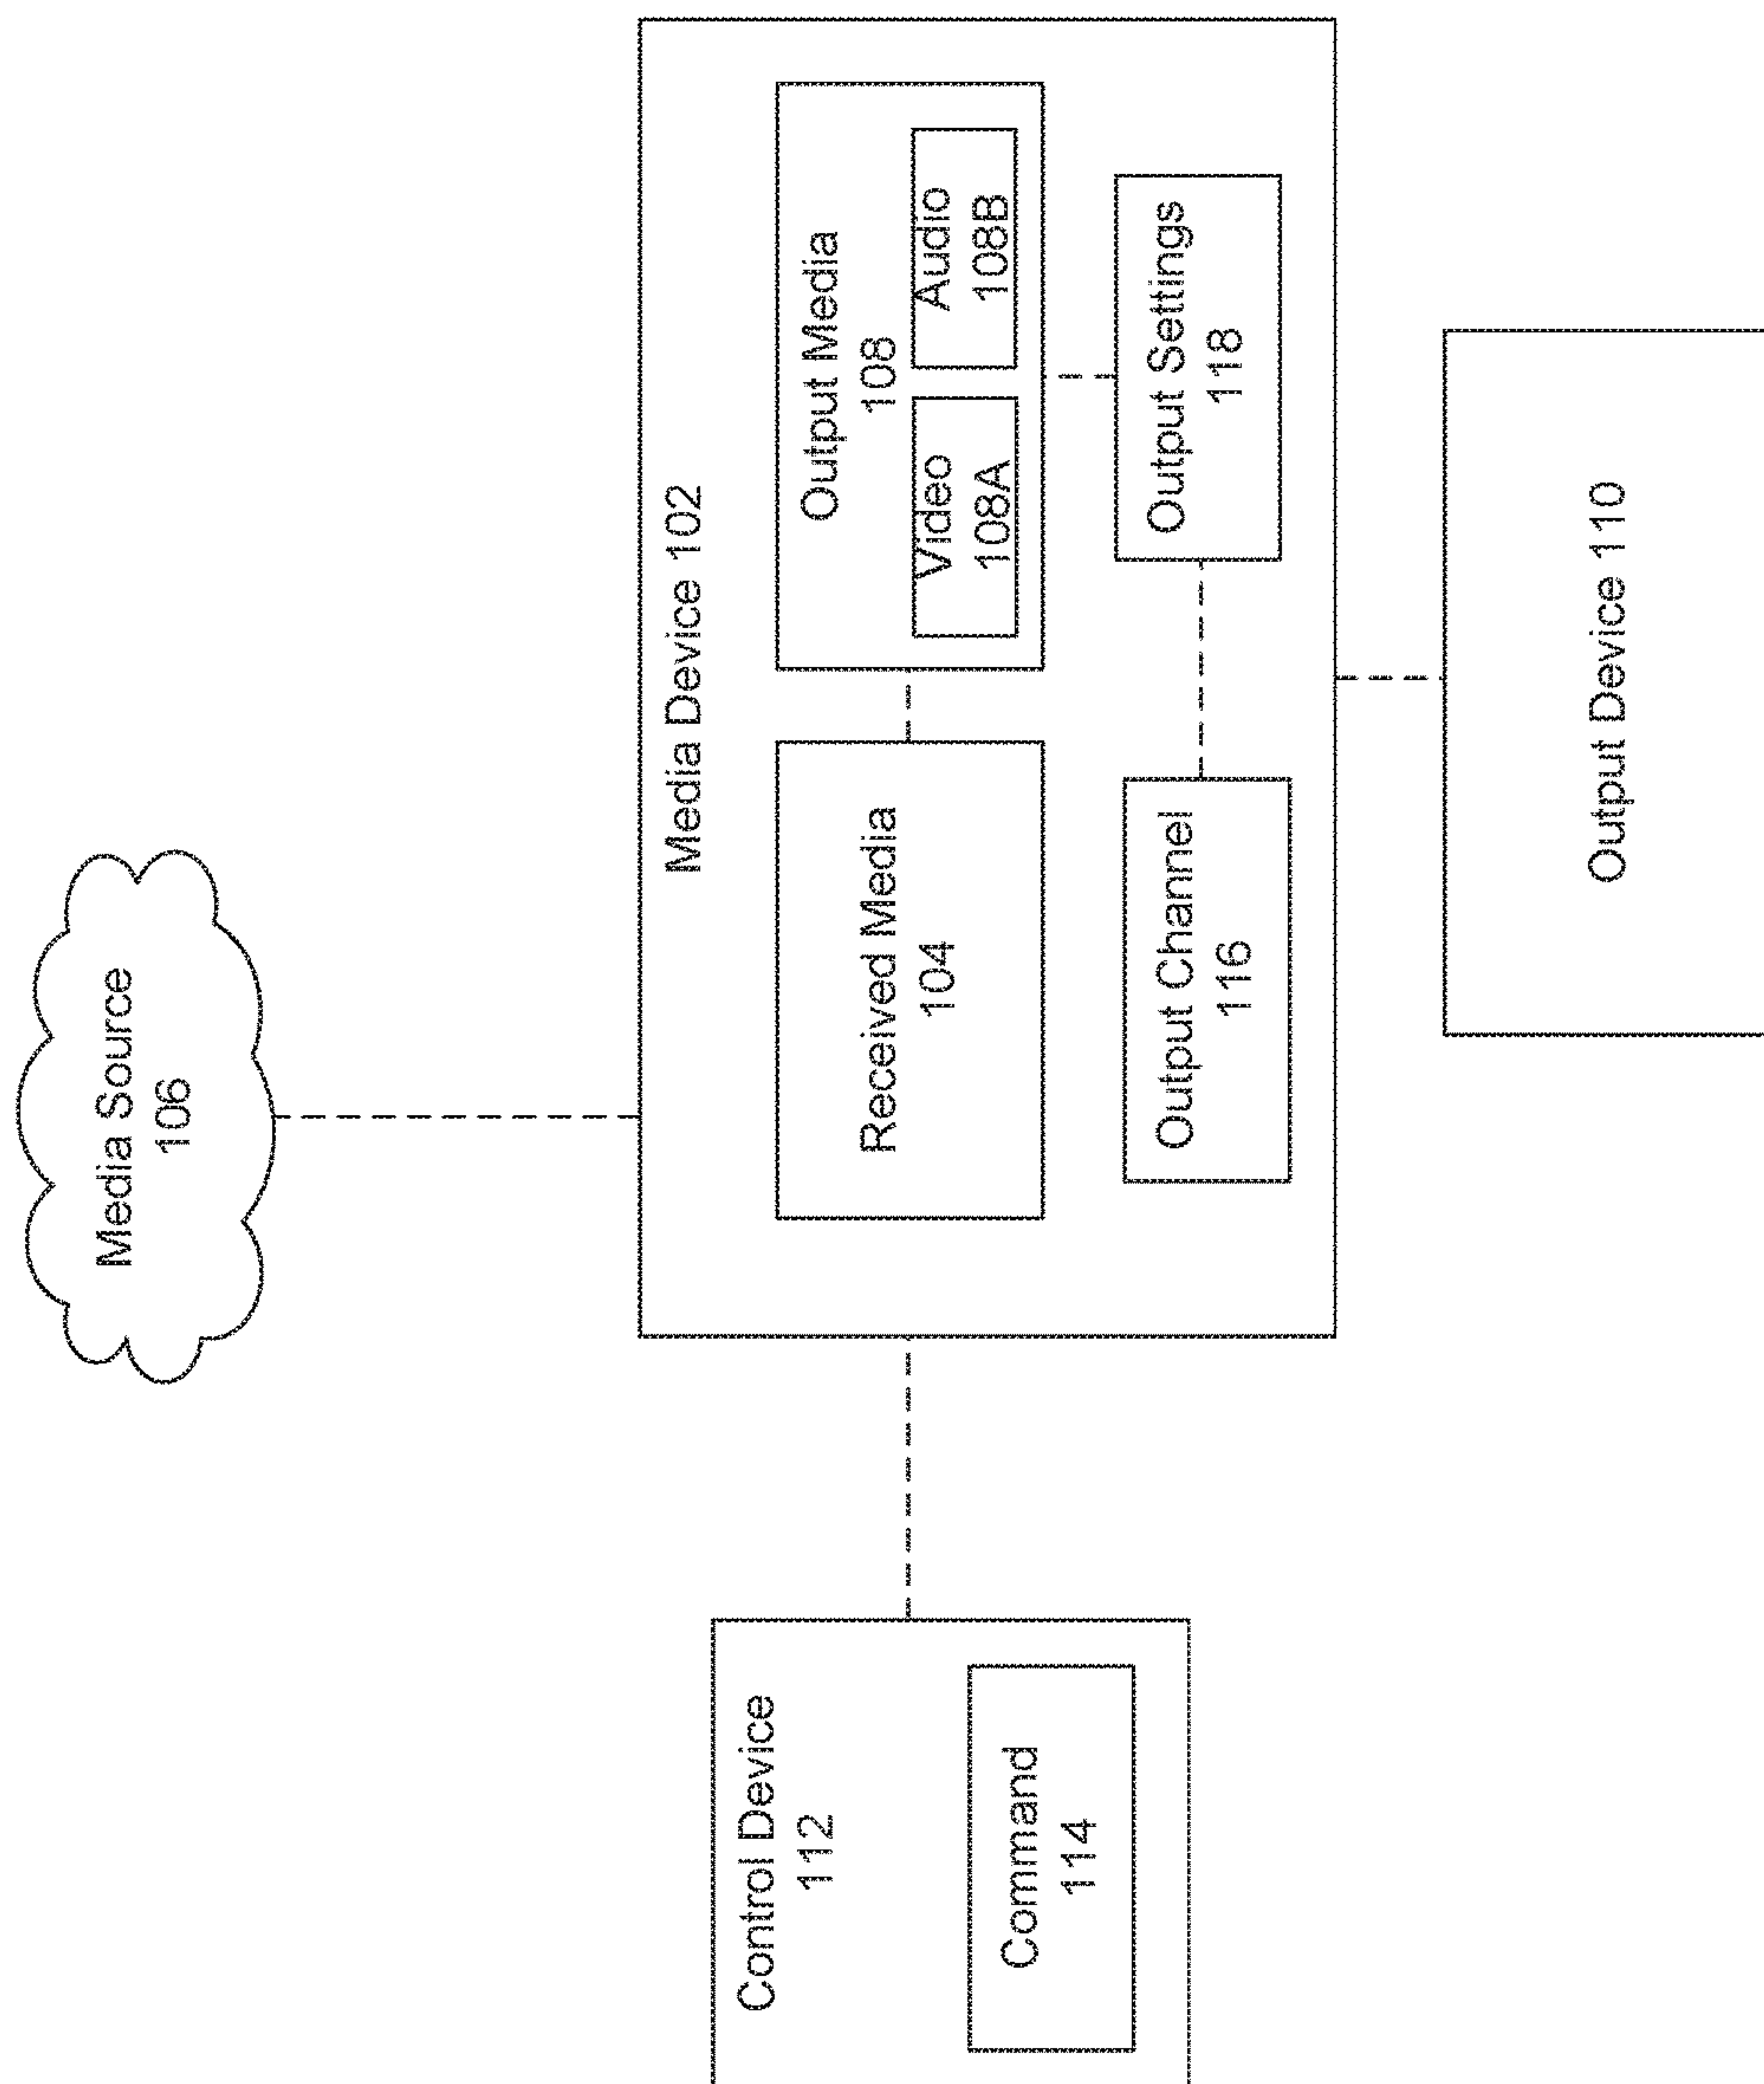 Media Source
106
Media Device 102
Received Media
104
Output Media
108
Video
108A
Audio
108B
Output Channel
116
Output Settings
118
Control Device
112
Command
114
Output Device 110